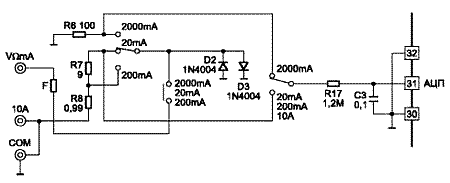 R6 100
2000mA
20mA
VΩmA
R7
9
200mA
D2
1N4004
D3
1N4004
2000mA
32
31
АЦП
30
F
R8
0,99
2000mA
20mA
200mA
20mA
200mA
10A
R17
1,2M
C3
0,1
10A
COM